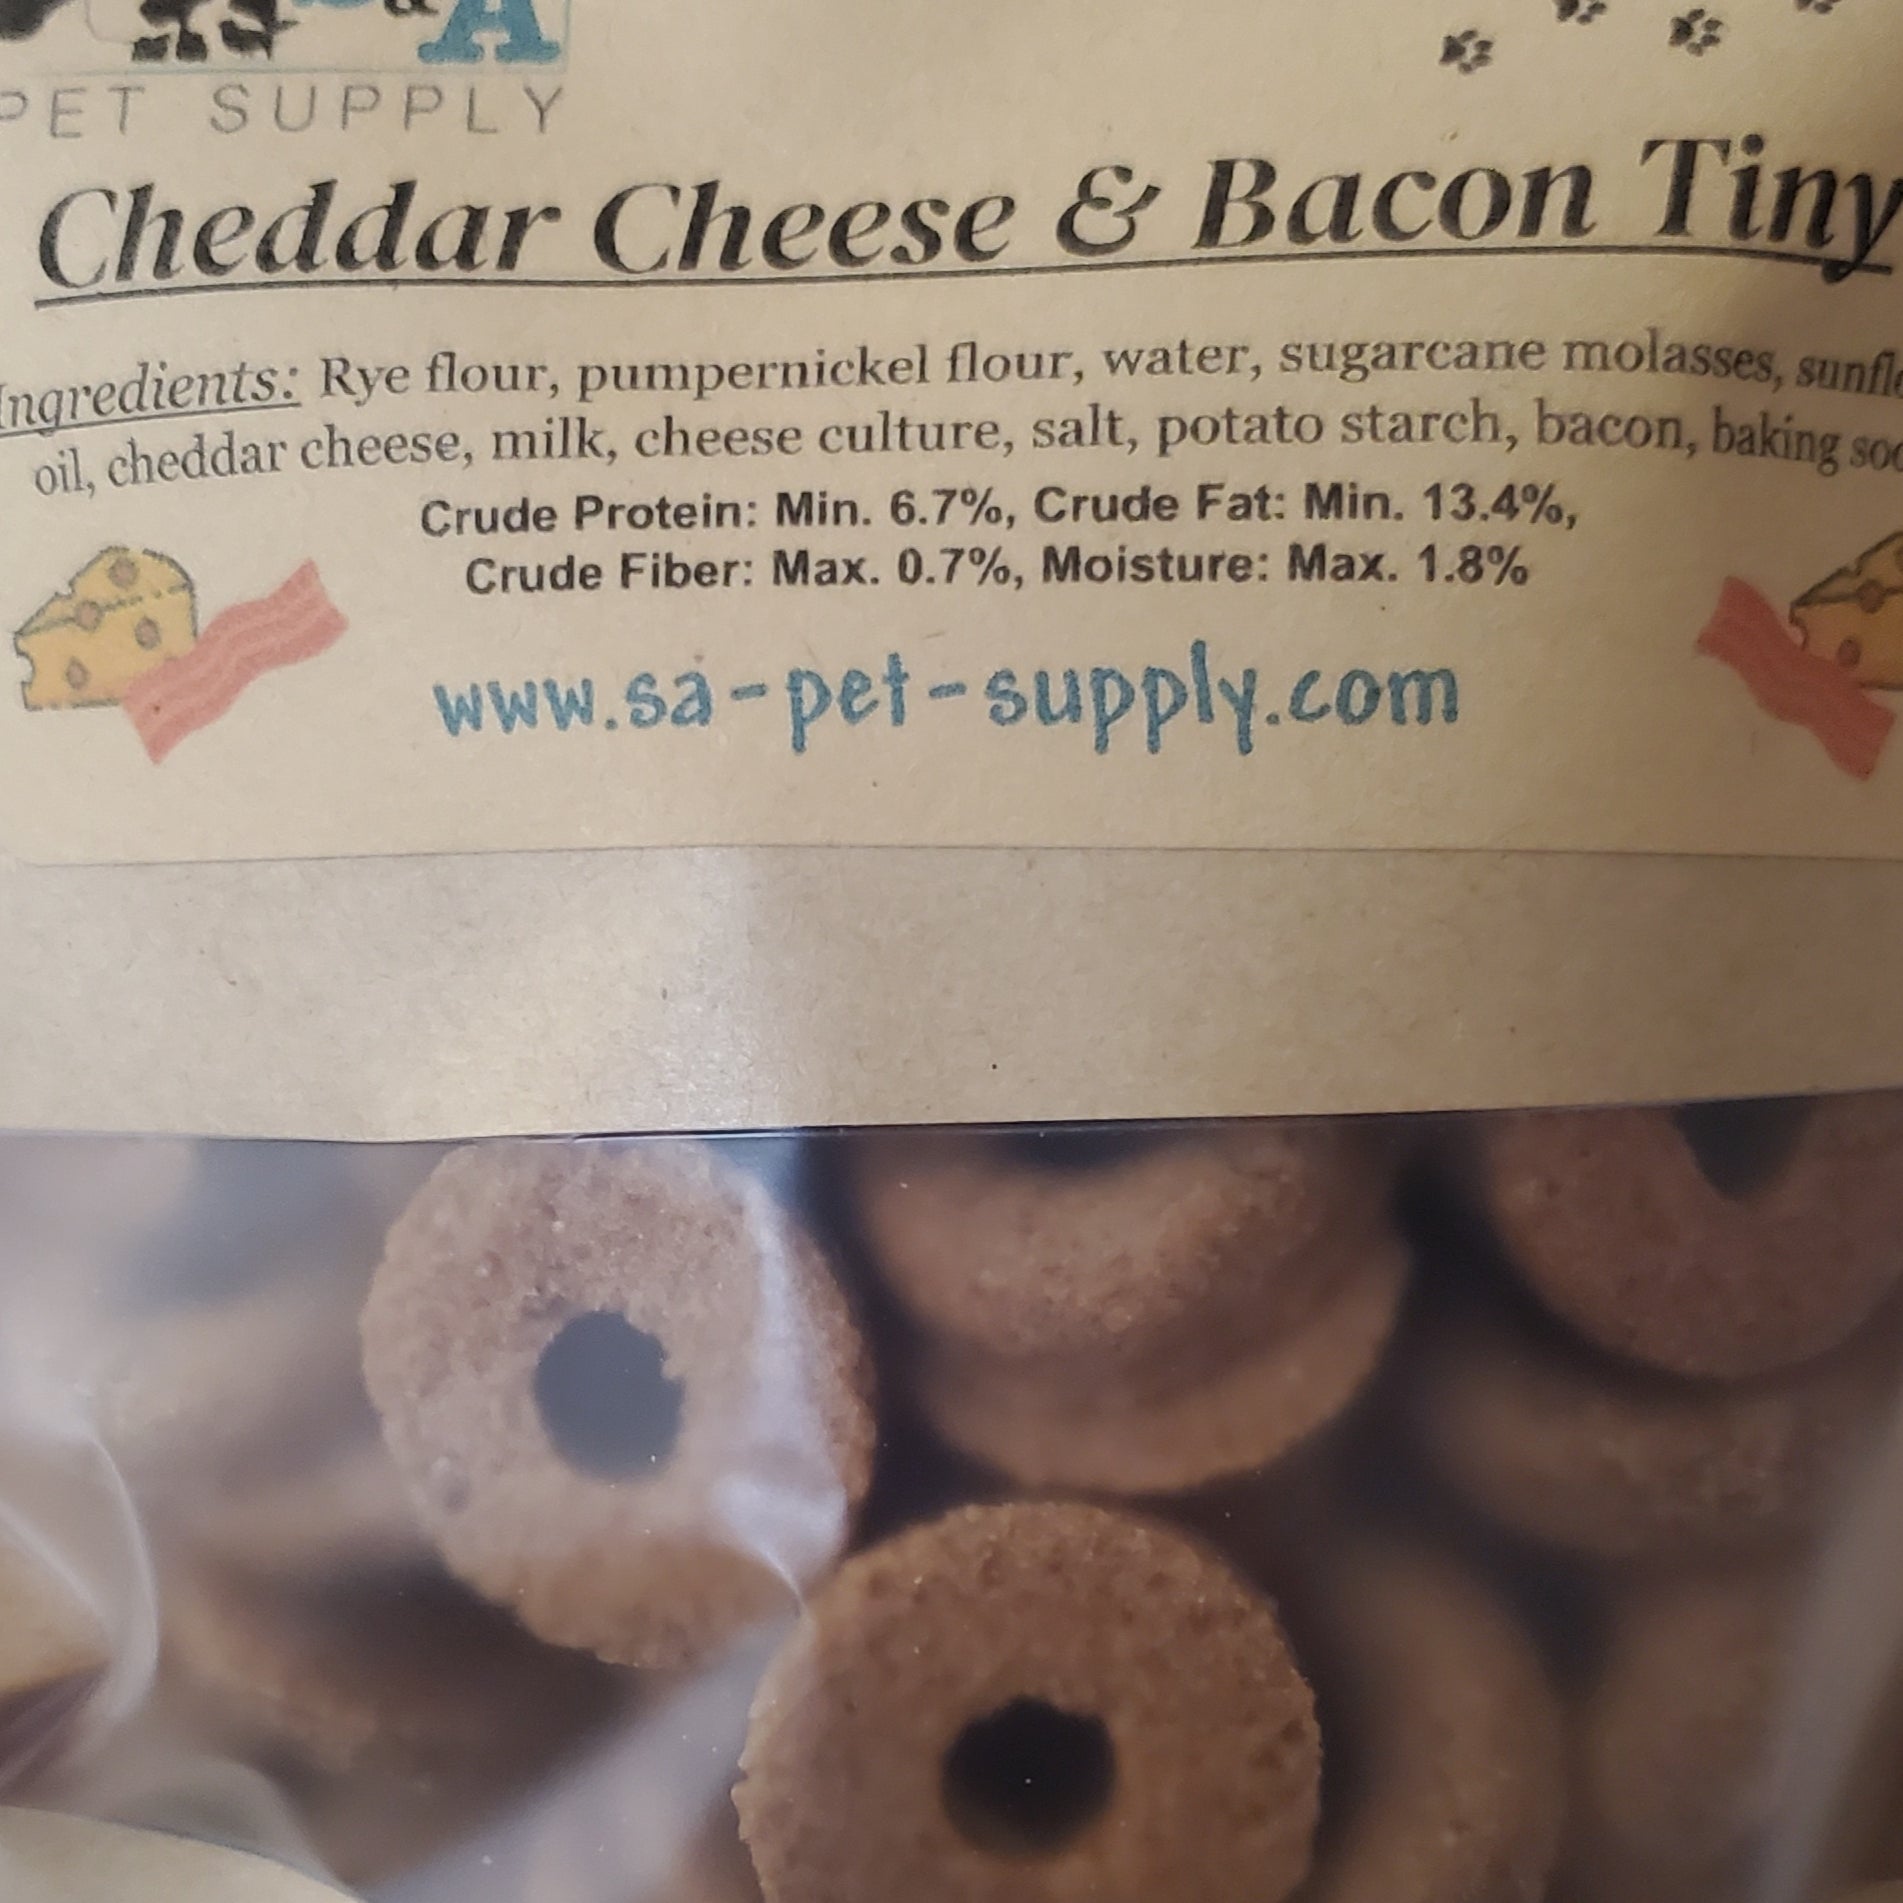 & A
PET SUPPLY
Cheddar Cheese & Bacon Tiny
Ingredients: Rye flour, pumpernickel flour, water, sugarcane molasses,
oil, cheddar cheese, milk, cheese culture, salt, potato starch, bacon, baking
Crude Protein: Min. 6.7%, Crude Fat: Min. 13.4%,
Crude Fiber: Max. 0.7%, Moisture: Max. 1.8%
www.sa-pet-supply.com